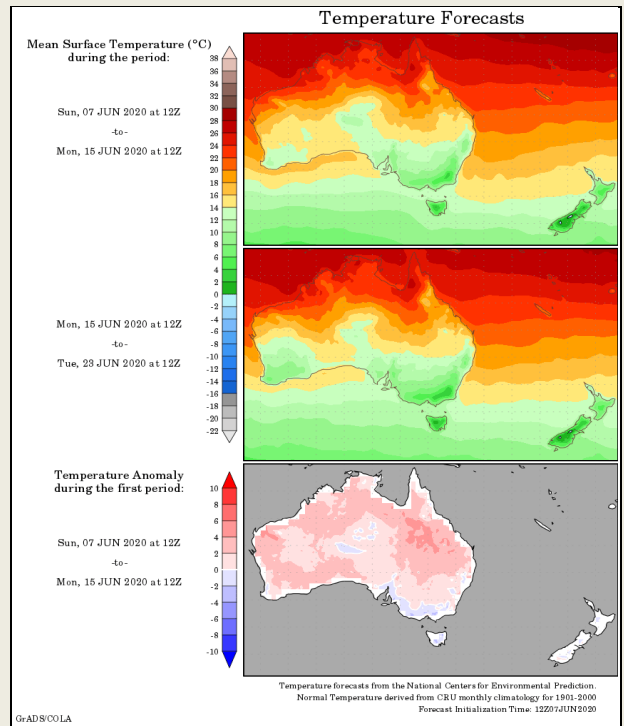 Temperature Forecasts
Mean Surface Temperature (°C)
during the period:
38
36
34
32
30
28
26
24
22
20
18
16
14
12
10
8
6
4
2
0
-2
-4
-6
-8
-10
-12
-14
-16
-18
-20
-22
Sun, 07 JUN 2020 at 12Z
-to-
Mon, 15 JUN 2020 at 12Z
Mon, 15 JUN 2020 at 12Z
-to-
Tue, 23 JUN 2020 at 12Z
Temperature Anomaly
during the first period:
10
8
6
4
2
0
-2
-4
-6
-8
-10
Sun, 07 JUN 2020 at 12Z
-to-
Mon, 15 JUN 2020 at 12Z
Temperature forecasts from the National Centers for Environmental Prediction.
Normal Temperature derived from CRU monthly climatology for 1901-2000
Forecast Initialization Time: 12Z07JUN2020
GrADS/COLA